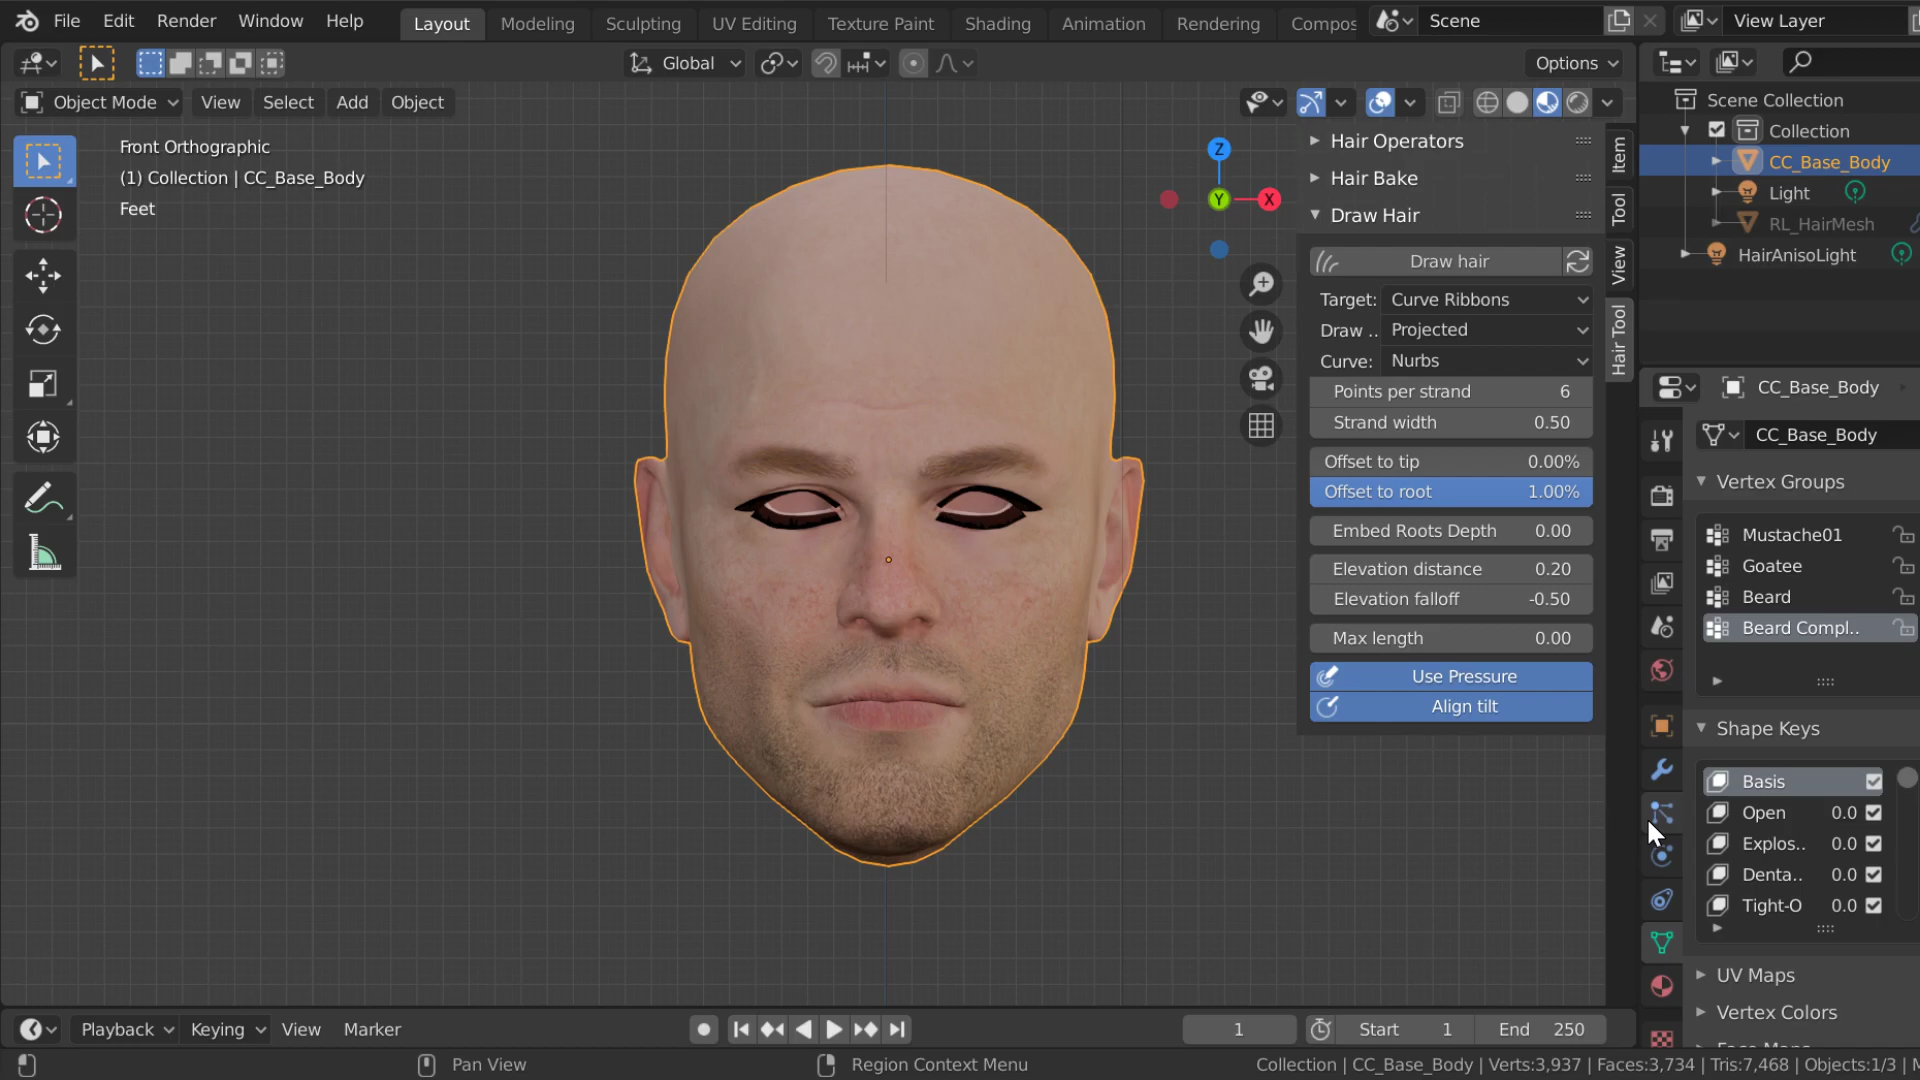 File Edit Render Window Help Layout Modeling Sculpting UV Editing Texture Paint Shading Animation Rendering Compos Scene View Layer
Global Options
Object Mode View Select Add Object
Front Orthographic
(1) Collection | CC_Base_Body
Feet
Z
Y
X
Hair Operators
Hair Bake
Draw Hair
Draw hair
Target: Curve Ribbons
Draw .. Projected
Curve: Nurbs
Points per strand 6
Strand width 0.50
Offset to tip 0.00%
Offset to root 1.00%
Embed Roots Depth 0.00
Elevation distance 0.20
Elevation falloff -0.50
Max length 0.00
Use Pressure
Align tilt
Item
Tool
View
Hair Tool
Scene Collection
Collection
CC_Base_Body
Light
RL_HairMesh
HairAnisoLight
CC_Base_Body
CC_Base_Body
Vertex Groups
Mustache01
Goatee
Beard
Beard Compl..
Shape Keys
Basis
Open 0.0
Explos.. 0.0
Denta.. 0.0
Tight-O 0.0
UV Maps
Vertex Colors
Playback Keying View Marker 1 Start 1 End 250
Pan View Region Context Menu Collection | CC_Base_Body | Verts:3,937 | Faces:3,734 | Tris:7,468 | Objects:1/3 |